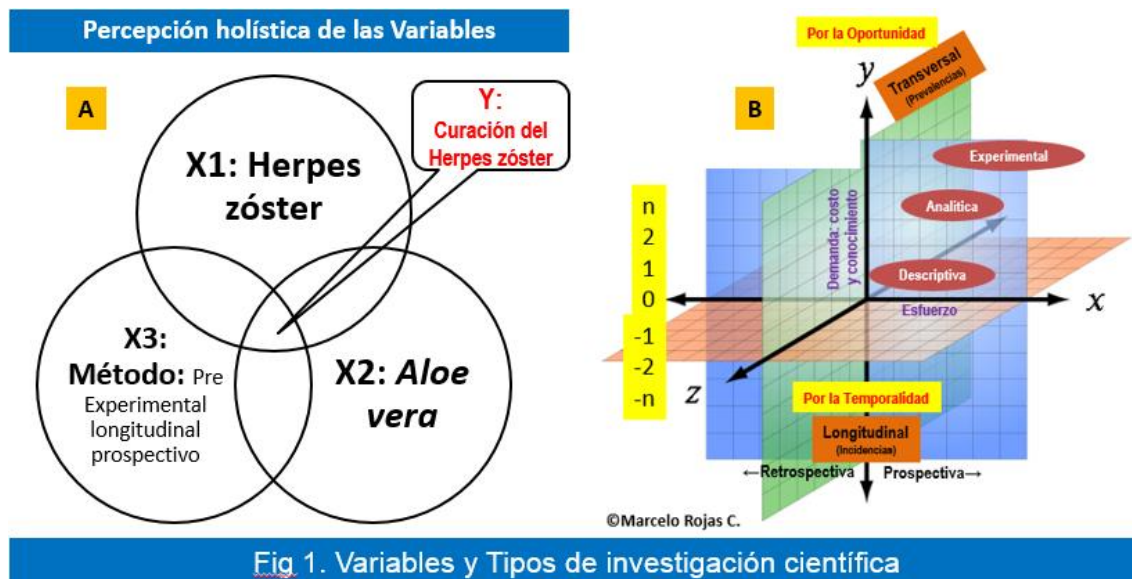 Percepción holística de las Variables
A
X1: Herpes
zóster
Y:
Curación del
Herpes zóster
X3:
Método: Pre
Experimental
longitudinal
prospectivo
X2: Aloe
vera
Por la Oportunidad
B
y
Transversal
(Prevalencias)
Experimental
Analítica
Descriptiva
Demanda: costo
y conocimiento
Esfuerzo
n
2
1
0
-1
-2
-n
x
z
Por la Temporalidad
Longitudinal
(Incidencias)
←Retrospectiva
Prospectiva→
©Marcelo Rojas C.
Fig 1. Variables y Tipos de investigación científica